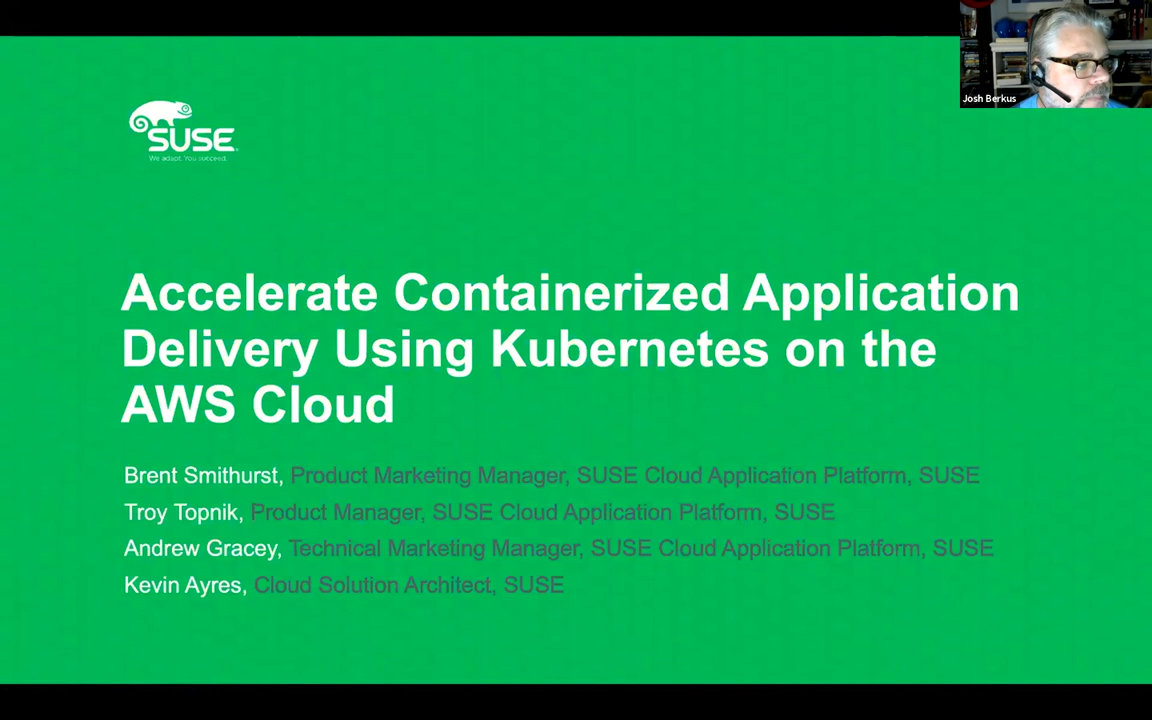 Josh Berkus
SUSE
We adapt. You succeed.
Accelerate Containerized Application
Delivery Using Kubernetes on the
AWS Cloud
Brent Smithurst, Product Marketing Manager, SUSE Cloud Application Platform, SUSE
Troy Topnik, Product Manager, SUSE Cloud Application Platform, SUSE
Andrew Gracey, Technical Marketing Manager, SUSE Cloud Application Platform, SUSE
Kevin Ayres, Cloud Solution Architect, SUSE